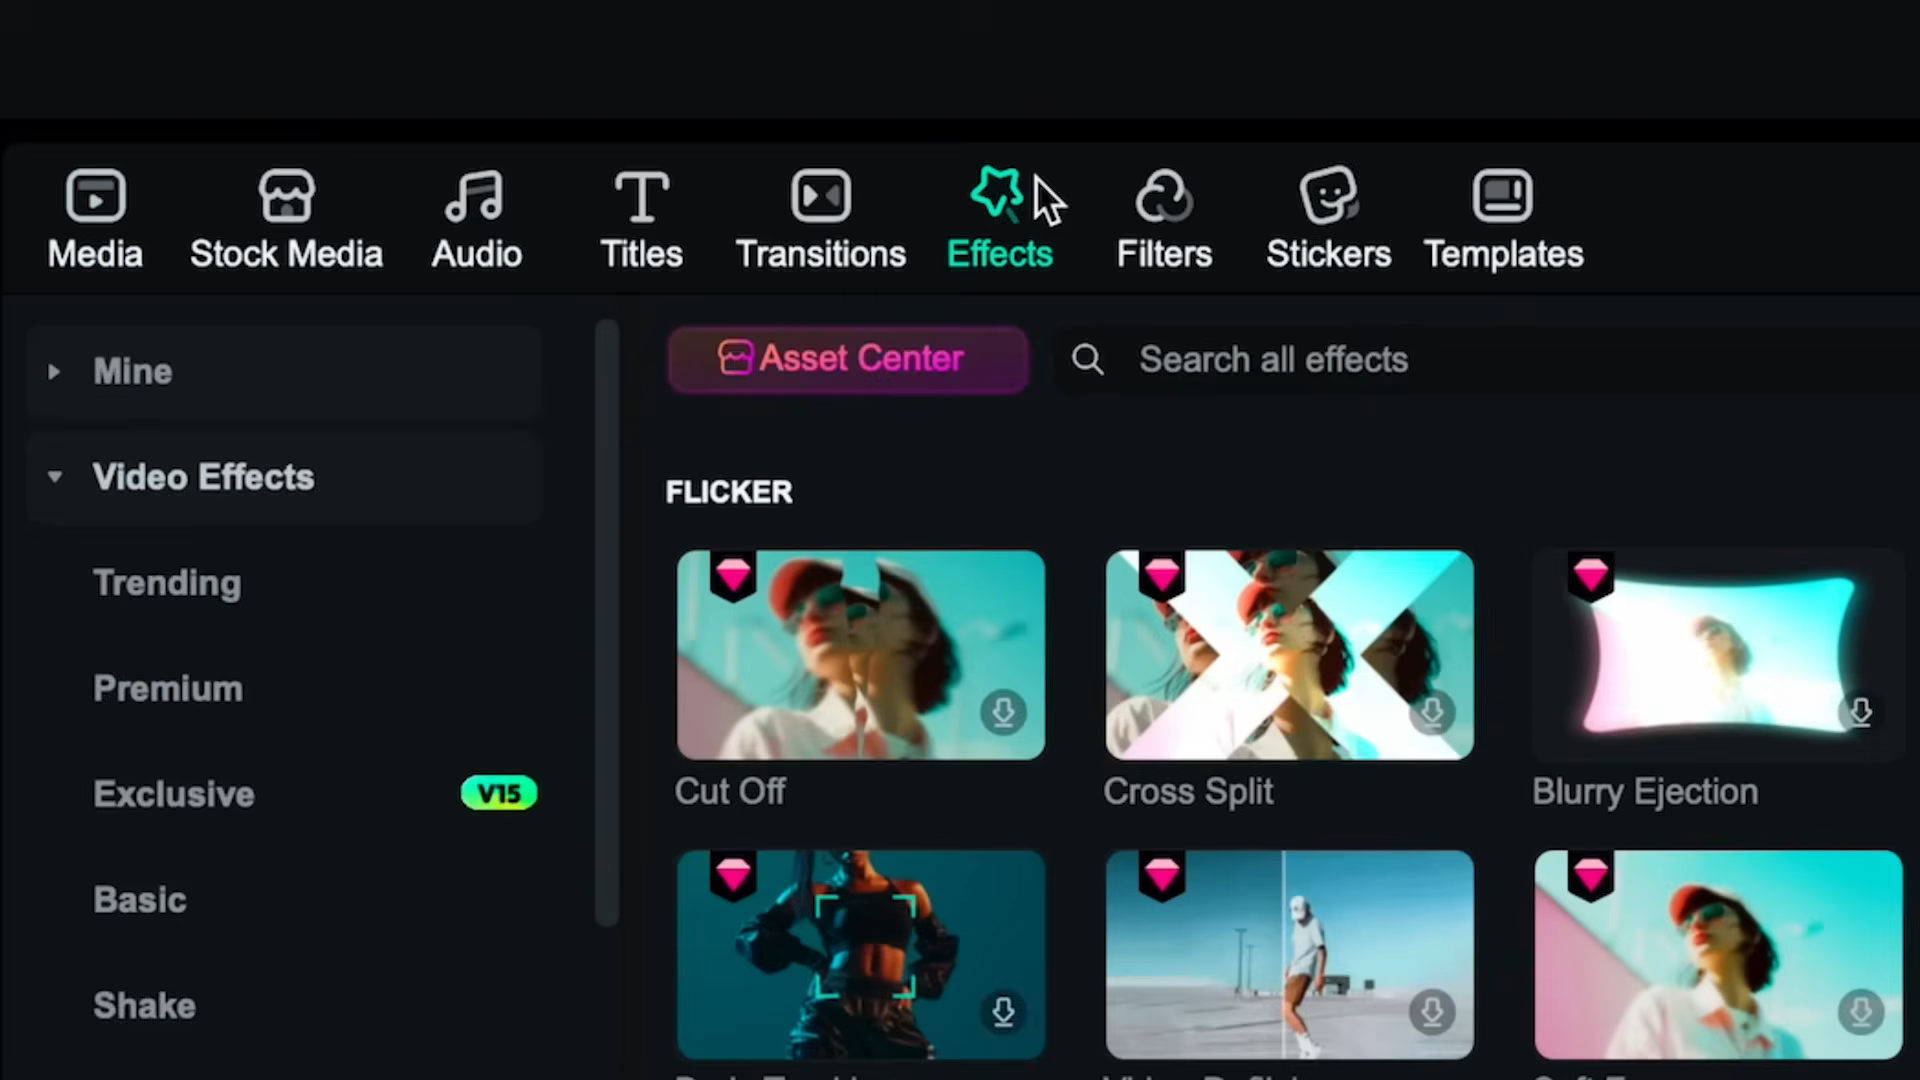 Media
Stock Media
Audio
Titles
Transitions
Effects
Filters
Stickers
Templates
Mine
Asset Center
Search all effects
Video Effects
FLICKER
Trending
Premium
Exclusive
V15
Basic
Shake
Cut Off
Cross Split
Blurry Ejection